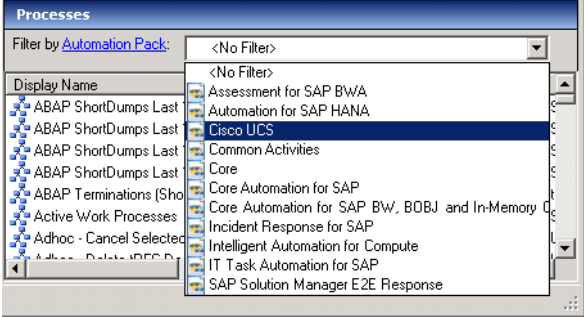 Processes
Filter by Automation Pack:
<No Filter>
Display Name
ABAP ShortDumps Last
ABAP ShortDumps Last
ABAP ShortDumps Last
ABAP ShortDumps Last
ABAP Terminations (Sho
Active Work Processes
Adhoc - Cancel Selected
<No Filter>
Assessment for SAP BWA
Automation for SAP HANA
Cisco UCS
Common Activities
Core
Core Automation for SAP
Core Automation for SAP BW, BOBJ and In-Memory
Incident Response for SAP
Intelligent Automation for Compute
IT Task Automation for SAP
SAP Solution Manager E2E Response